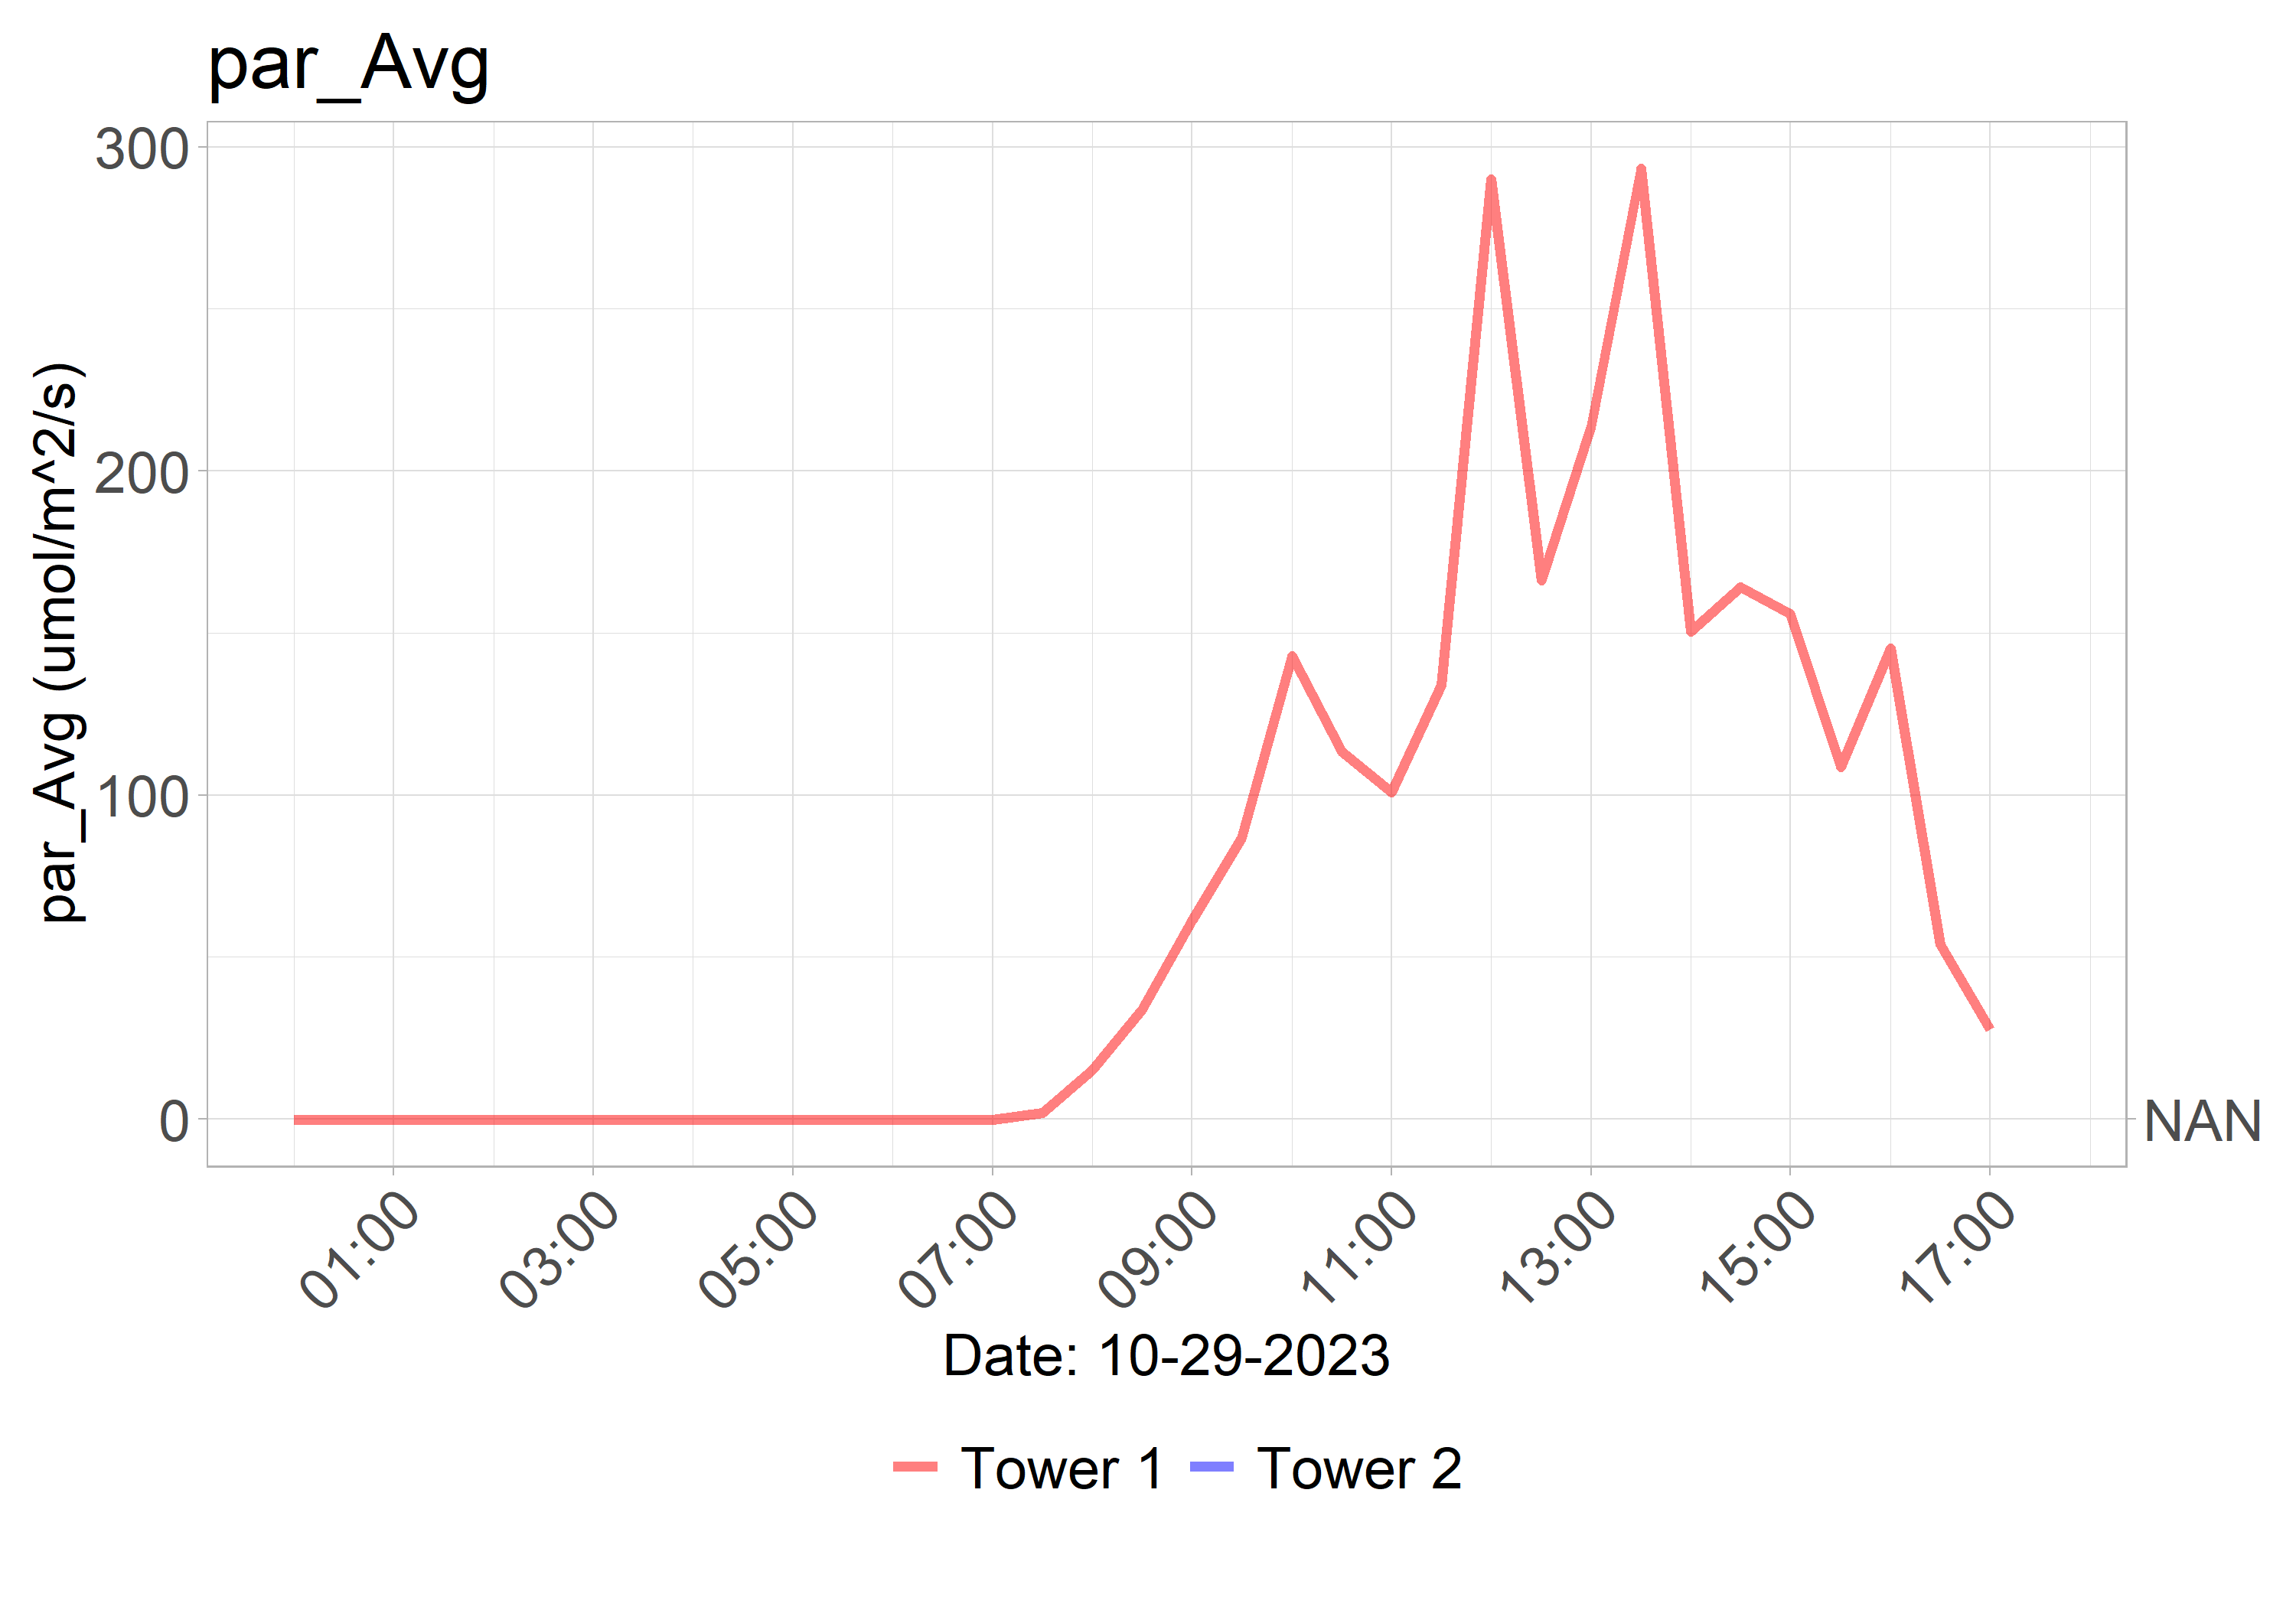 par_Avg
par_Avg (umol/m^2/s)
300
200
100
0
NAN
01:00
03:00
05:00
07:00
09:00
11:00
13:00
15:00
17:00
Date: 10-29-2023
Tower 1
Tower 2